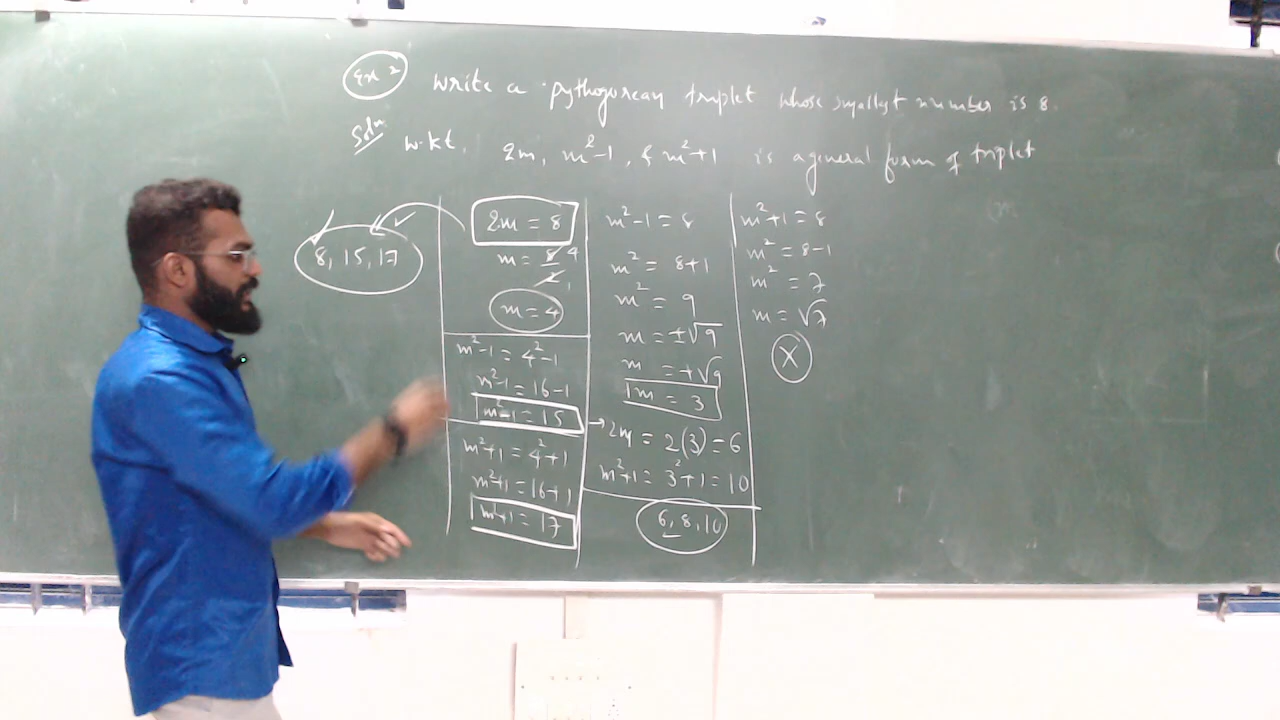 Ex 2 write a pythogorean triplet whose smallest number is 8.
Soln w.k.t, 2m, m²-1, & m²+1 is a general form of triplet
8, 15, 17
2m = 8
m = 8/2 4 1
m = 4
m²-1 = 4²-1
m²-1 = 16-1
m²-1 = 15
m²+1 = 4²+1
m²+1 = 16+1
m²+1 = 17
m²-1 = 8
m² = 8+1
m² = 9
m = ±√9
m = +√9
m = 3
→ 2m = 2(3) = 6
m²+1 = 3²+1 = 10
6, 8, 10
m²+1 = 8
m² = 8-1
m² = 7
m = √7
X